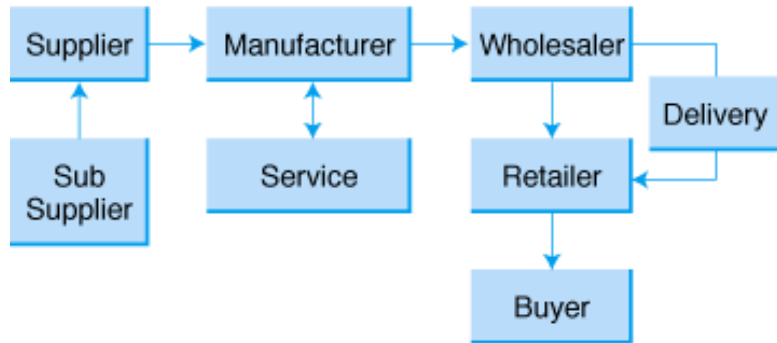 Supplier
Manufacturer
Wholesaler
Delivery
Sub
Supplier
Service
Retailer
Buyer